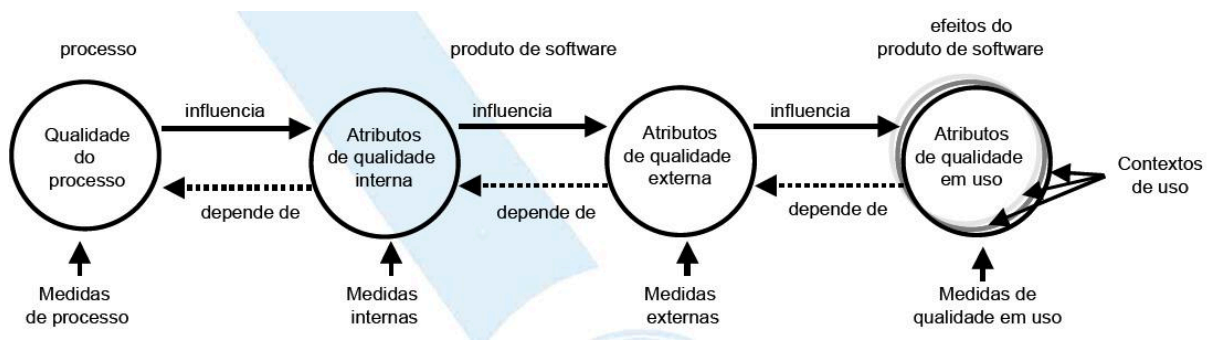 processo
produto de software
efeitos do
produto de software
Qualidade
do
processo
influencia
depende de
Atributos
de qualidade
interna
influencia
depende de
Atributos
de qualidade
externa
influencia
depende de
Atributos
de qualidade
em uso
Contextos
de uso
Medidas
de processo
Medidas
internas
Medidas
externas
Medidas de
qualidade em uso